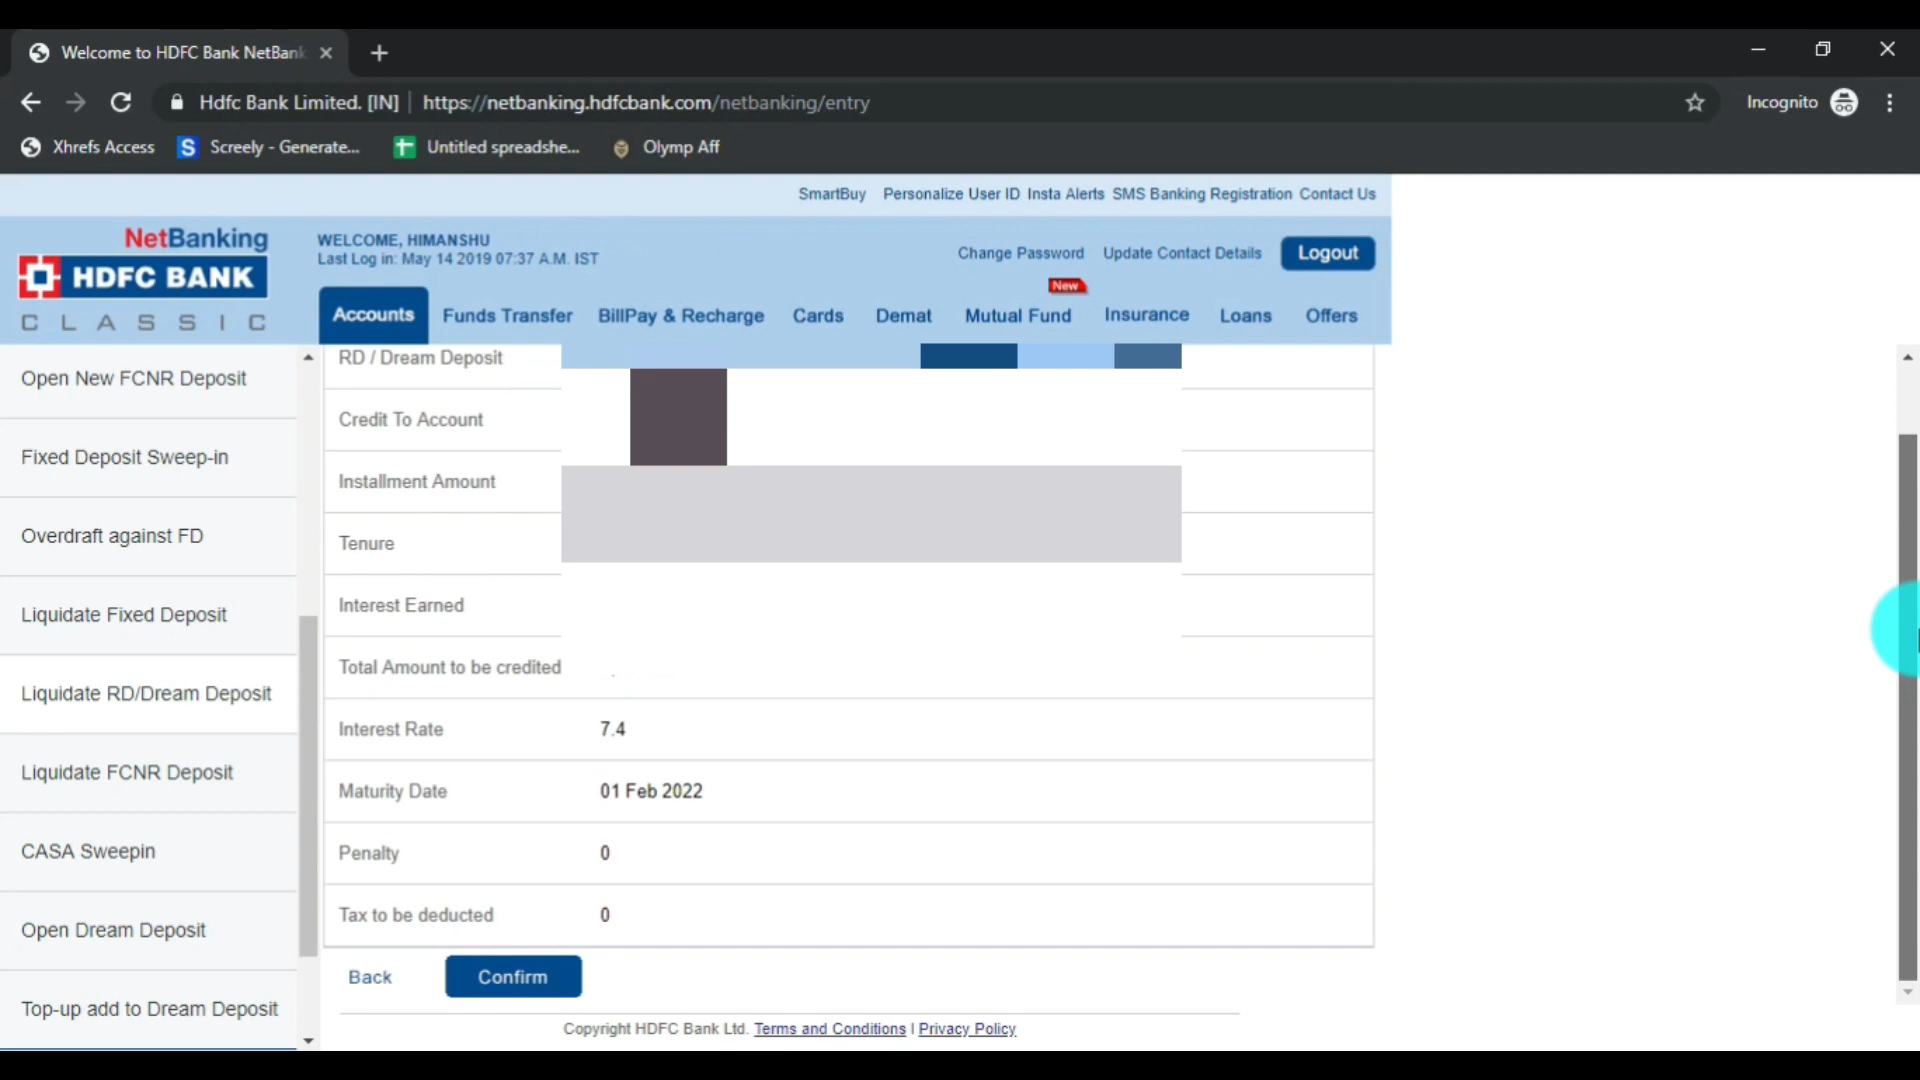 Welcome to HDFC Bank NetBank
Hdfc Bank Limited. [IN] https://netbanking.hdfcbank.com/netbanking/entry Incognito
Xhrefs Access Screely - Generate... Untitled spreadshe... Olymp Aff
SmartBuy Personalize User ID Insta Alerts SMS Banking Registration Contact Us
NetBanking
HDFC BANK
CLASSIC
WELCOME, HIMANSHU
Last Log in: May 14 2019 07:37 A.M. IST
Change Password Update Contact Details Logout
New
Accounts Funds Transfer BillPay & Recharge Cards Demat Mutual Fund Insurance Loans Offers
Open New FCNR Deposit
Fixed Deposit Sweep-in
Overdraft against FD
Liquidate Fixed Deposit
Liquidate RD/Dream Deposit
Liquidate FCNR Deposit
CASA Sweepin
Open Dream Deposit
Top-up add to Dream Deposit
RD / Dream Deposit
Credit To Account
Installment Amount
Tenure
Interest Earned
Total Amount to be credited
Interest Rate 7.4
Maturity Date 01 Feb 2022
Penalty 0
Tax to be deducted 0
Back Confirm
Copyright HDFC Bank Ltd. Terms and Conditions | Privacy Policy